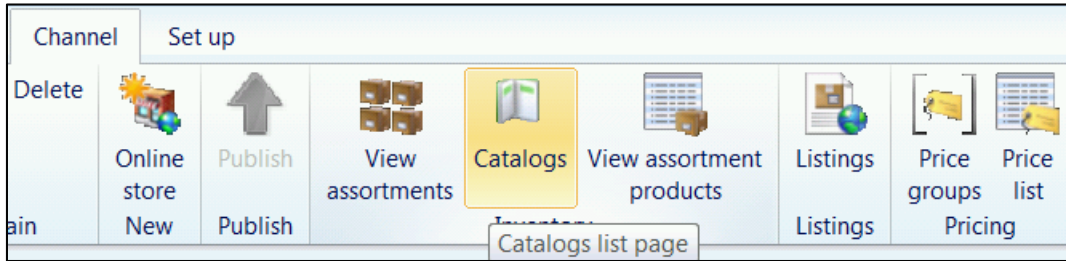 Channel Set up
Delete
Online store
Publish
View assortments
Catalogs
View assortment products
Listings
Price groups
Price list
ain New Publish Listings Pricing
Catalogs list page